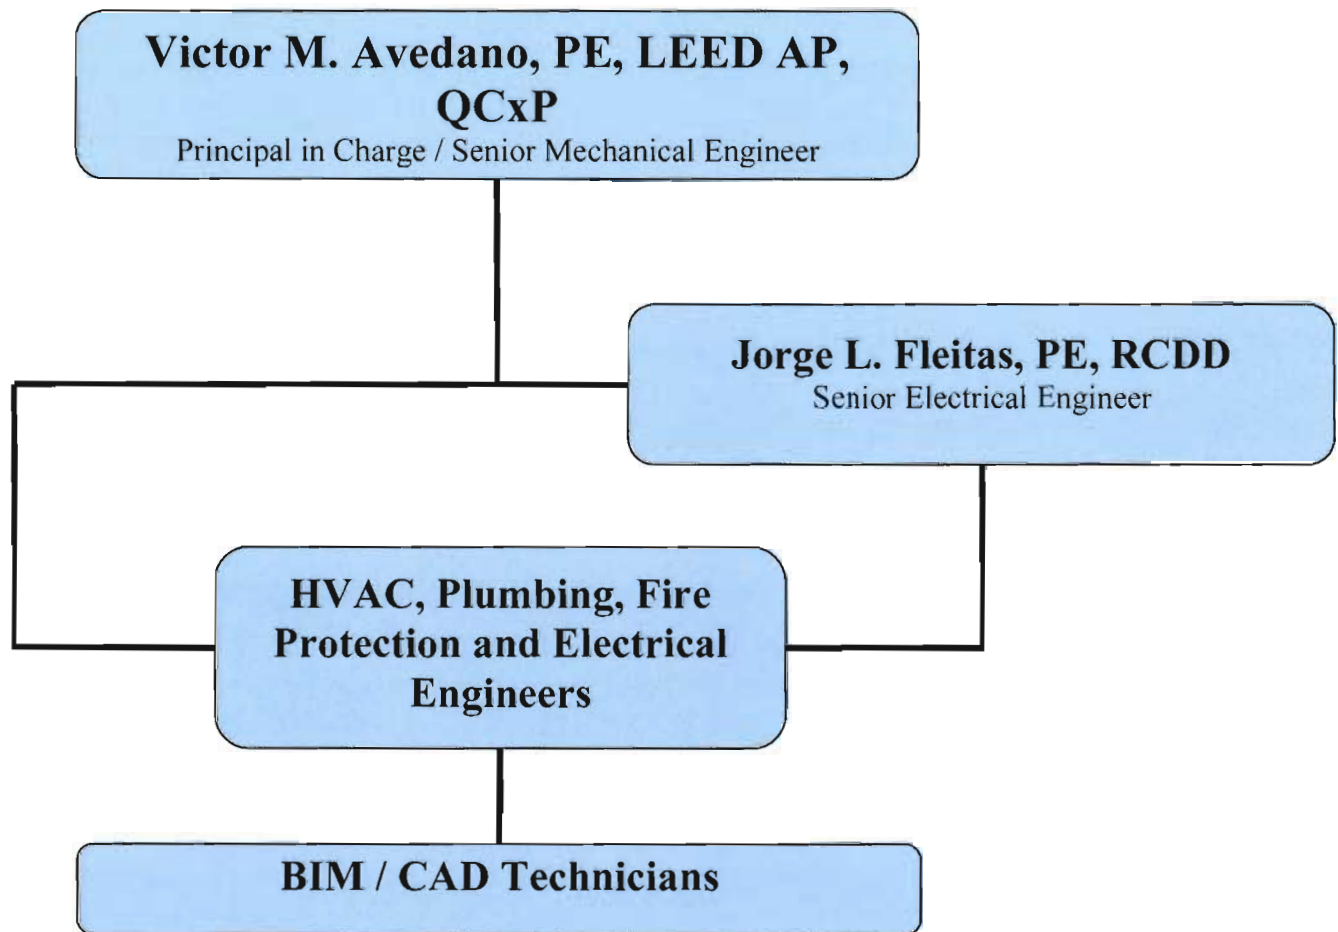 Victor M. Avedano, PE, LEED AP,
QCxP
Principal in Charge / Senior Mechanical Engineer
Jorge L. Fleitas, PE, RCDD
Senior Electrical Engineer
HVAC, Plumbing, Fire
Protection and Electrical
Engineers
BIM / CAD Technicians